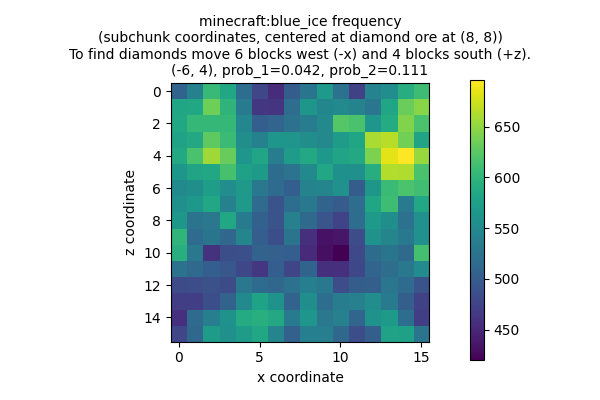 minecraft:blue_ice frequency
(subchunk coordinates, centered at diamond ore at (8, 8))
To find diamonds move 6 blocks west (-x) and 4 blocks south (+z).
(-6, 4), prob_1=0.042, prob_2=0.111
0
2
4
6
8
10
12
14
z coordinate
0
5
10
15
x coordinate
650
600
550
500
450